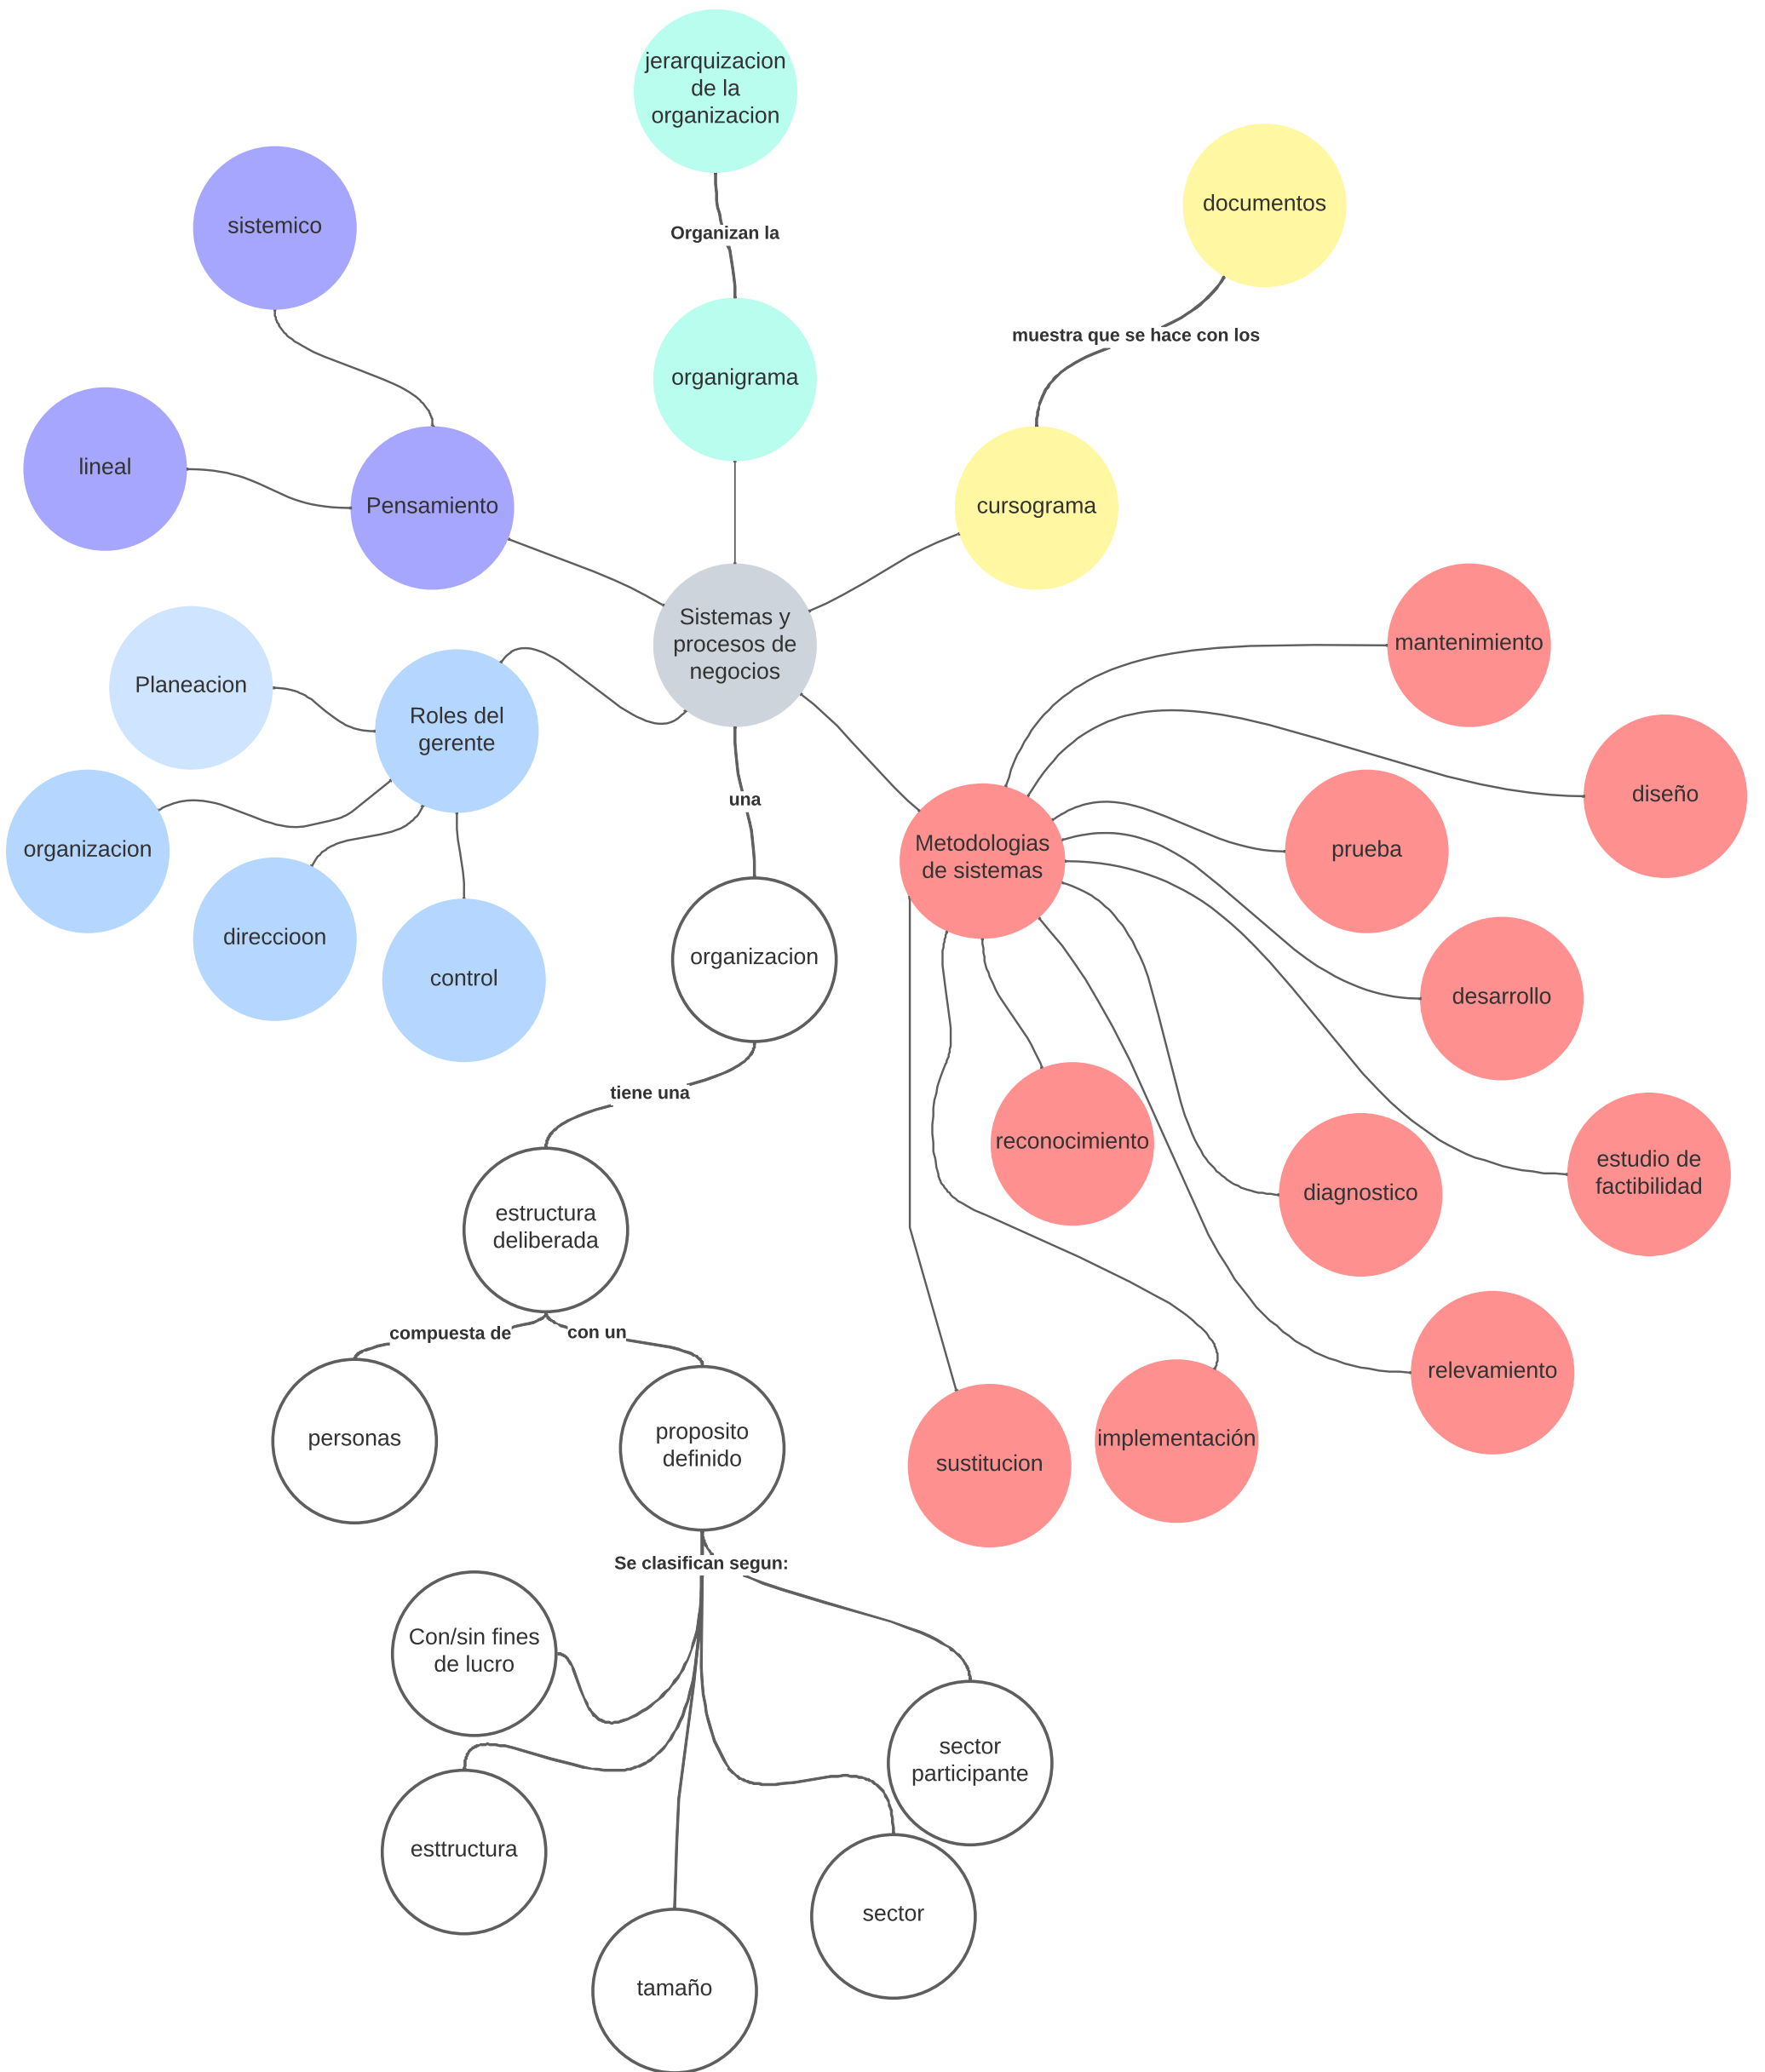 jerarquizacion
de la
organizacion
documentos
sistemico
Organizan la
muestra que se hace con los
organigrama
lineal
Pensamiento
cursograma
Sistemas y
procesos de
negocios
mantenimiento
Planeacion
Roles del
gerente
diseño
una
organizacion
Metodologias
de sistemas
prueba
direccioon
control
organizacion
desarrollo
tiene una
reconocimiento
estudio de
factibilidad
diagnostico
estructura
deliberada
compuesta de
con un
relevamiento
personas
proposito
definido
implementación
sustitucion
Se clasifican segun:
Con/sin fines
de lucro
sector
participante
esttructura
sector
tamaño